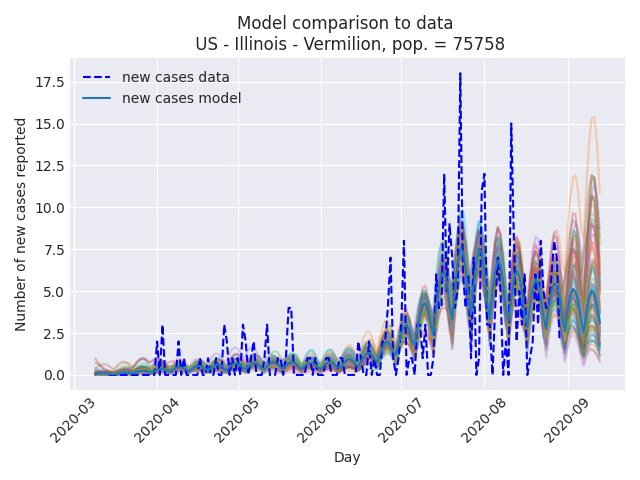 Model comparison to data
US - Illinois - Vermilion, pop. = 75758
new cases data
new cases model
Number of new cases reported
17.5
15.0
12.5
10.0
7.5
5.0
2.5
0.0
2020-03
2020-04
2020-05
2020-06
2020-07
2020-08
2020-09
Day